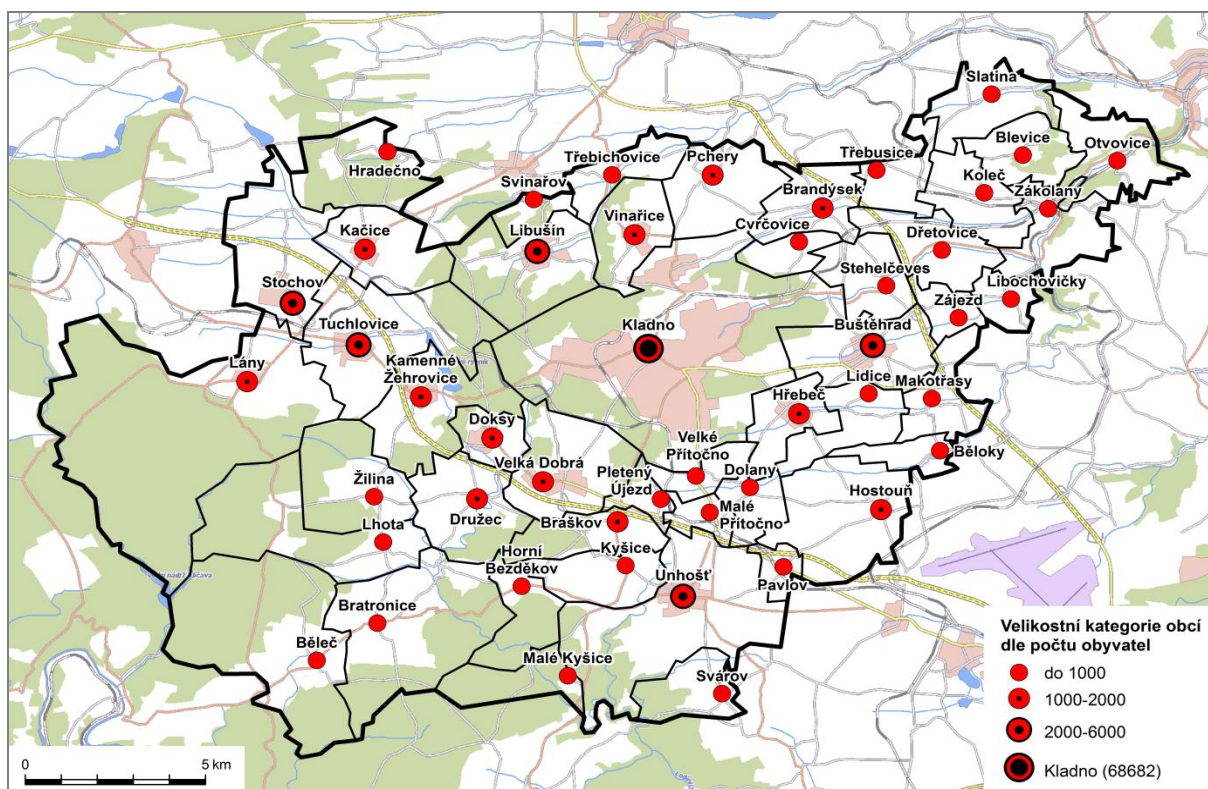 Slatina
Blevice
Otvovice
Třebusice
Koleč
Zákolany
Hradečno
Třebichovice
Pchery
Svinařov
Brandýsek
Kačice
Libušín
Vinařice
Cvrčovice
Dřetovice
Stochov
Stehelčeves
Libochovičky
Zájezd
Tuchlovice
Kladno
Buštěhrad
Lány
Kamenné
Žehrovice
Lidice
Makotřasy
Hřebeč
Doksy
Velké
Přítočno
Běloky
Velká Dobrá
Pletený
Újezd
Dolany
Žilina
Hostouň
Družec
Malé
Přítočno
Bráškov
Lhota
Horní
Bezděkov
Kyšice
Unhošť
Pavlov
Bratronice
Běleč
Malé Kyšice
Svárov
Velikostní kategorie obcí
dle počtu obyvatel
do 1000
1000-2000
2000-6000
Kladno (68682)
0 5 km